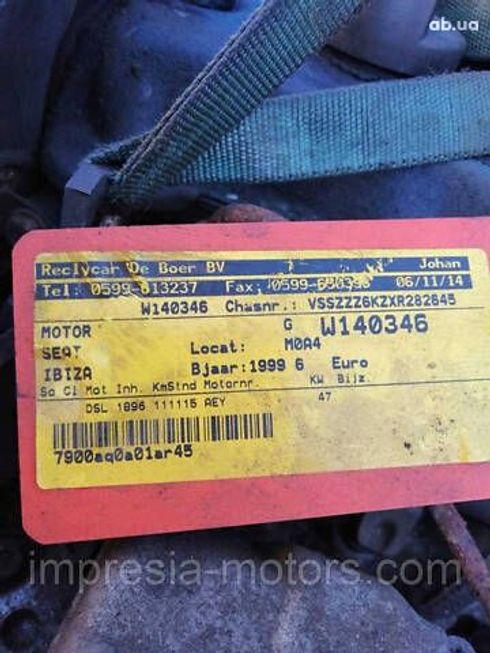 ab.ua
Reclycar De Boer BV Johan
Tel: 0599-613237 Fax: 0599-650393 06/11/14
W140346 Chasnr.: VSSZZZ6KZXR282645
MOTOR G W140346
SEAT Locat: M0A4
IBIZA Bjaar:1999 6 Euro
So Cl Mot Inh. KmStnd Motornr. KW Bijz.
DSL 1896 111115 AEY 47
7900aq0a01ar45
impresia-motors.com